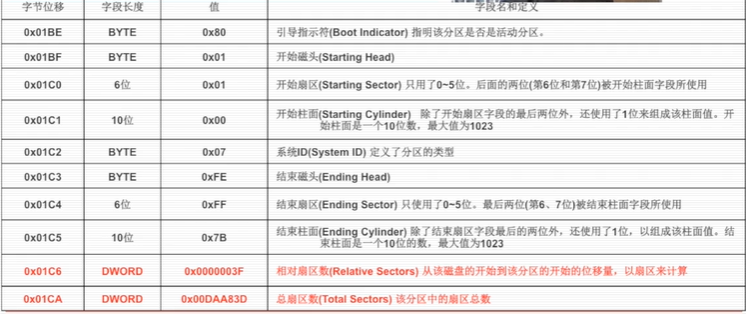 字节位移 字段长度 值 字段名和定义
0x01BE BYTE 0x80 引导指示符(Boot Indicator) 指明该分区是否是活动分区。
0x01BF BYTE 0x01 开始磁头(Starting Head)
0x01C0 6位 0x01 开始扇区(Starting Sector) 只用了0~5位。后面的两位(第6位和第7位)被开始柱面字段所使用
0x01C1 10位 0x00 开始柱面(Starting Cylinder) 除了开始扇区字段的最后两位外，还使用了1位来组成该柱面值。开
始柱面是一个10位数，最大值为1023
0x01C2 BYTE 0x07 系统ID(System ID) 定义了分区的类型
0x01C3 BYTE 0xFE 结束磁头(Ending Head)
0x01C4 6位 0xFF 结束扇区(Ending Sector) 只使用了0~5位。最后两位(第6、7位)被结束柱面字段所使用
0x01C5 10位 0x7B 结束柱面(Ending Cylinder) 除了结束扇区字段最后的两位外，还使用了1位，以组成该柱面值。结
束柱面是一个10位的数，最大值为1023
0x01C6 DWORD 0x0000003F 相对扇区数(Relative Sectors) 从该磁盘的开始到该分区的开始的位移量，以扇区来计算
0x01CA DWORD 0x00DAA83D 总扇区数(Total Sectors) 该分区中的扇区总数